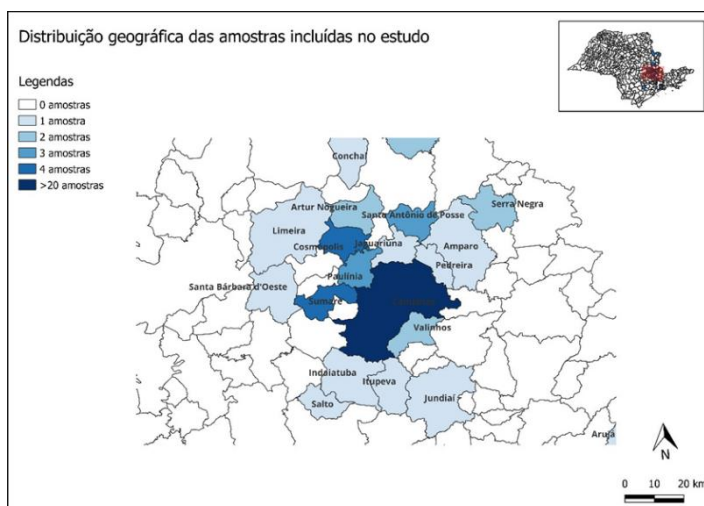 Distribuição geográfica das amostras incluídas no estudo
Legendas
0 amostras
1 amostra
2 amostras
3 amostras
4 amostras
>20 amostras
Conchal
Artur Nogueira
Santo Antônio de Posse
Serra Negra
Limeira
Cosmópolis
Jaguariúna
Amparo
Pedreira
Paulínia
Santa Bárbara d'Oeste
Sumaré
Campinas
Valinhos
Indaiatuba
Itupeva
Salto
Jundiaí
Arujá
N
0 10 20 km